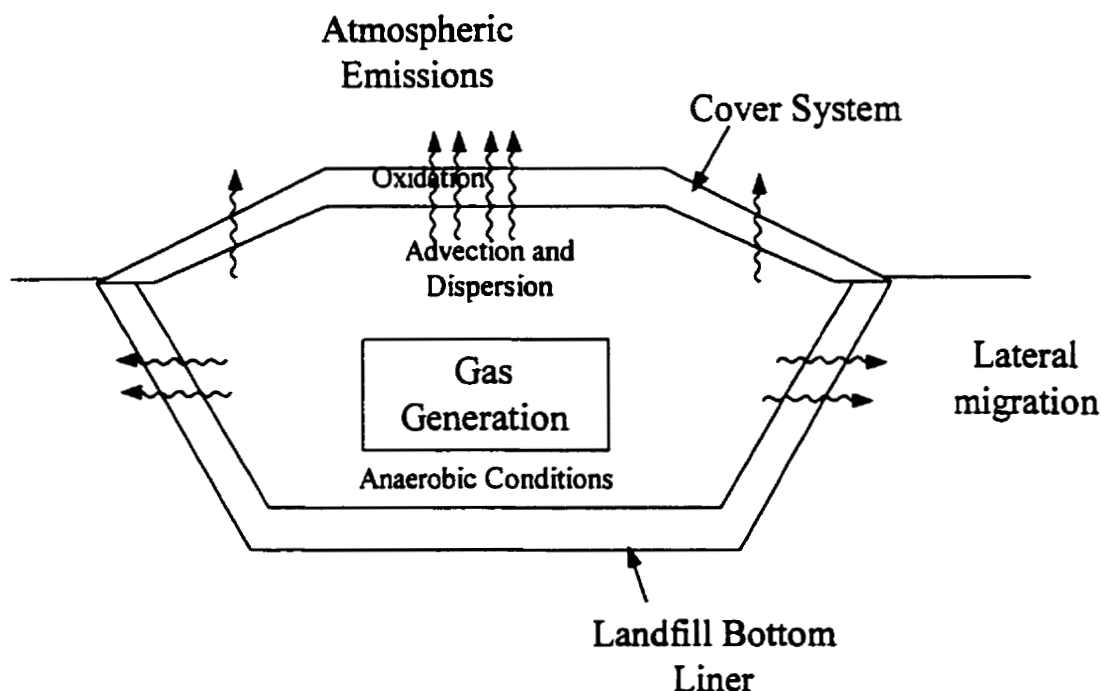 Atmospheric
Emissions
Cover System
Oxidation
Advection and
Dispersion
Gas
Generation
Lateral
migration
Anaerobic Conditions
Landfill Bottom
Liner